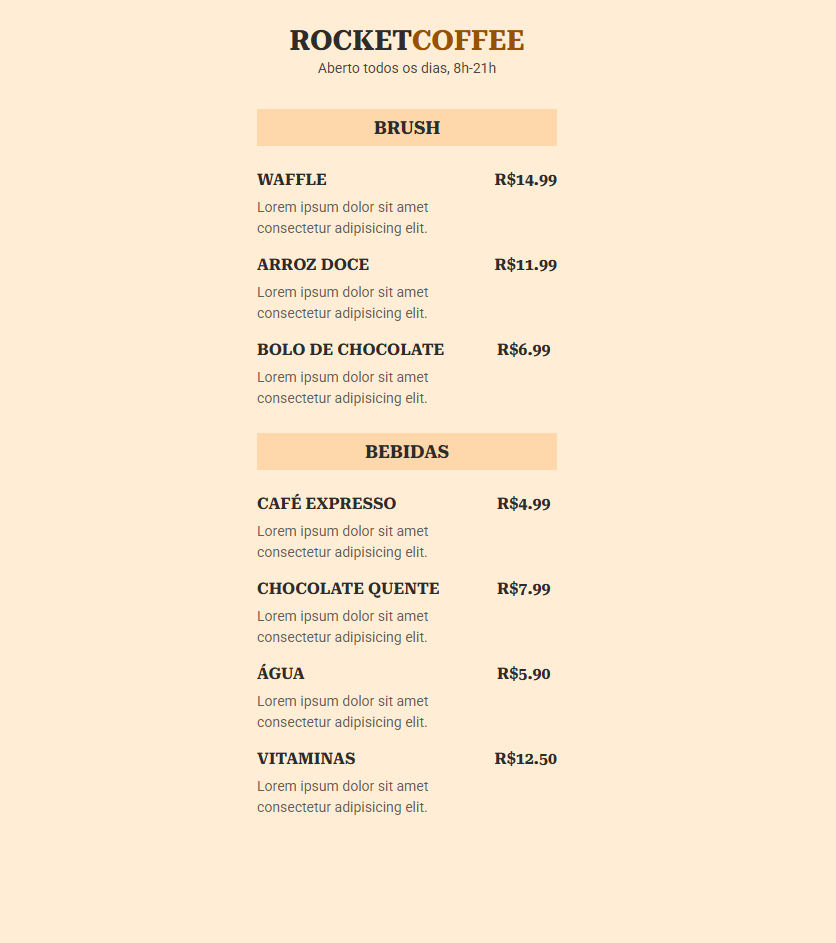 ROCKETCOFFEE
Aberto todos os dias, 8h-21h
BRUSH
WAFFLE R$14.99
Lorem ipsum dolor sit amet
consectetur adipisicing elit.
ARROZ DOCE R$11.99
Lorem ipsum dolor sit amet
consectetur adipisicing elit.
BOLO DE CHOCOLATE R$6.99
Lorem ipsum dolor sit amet
consectetur adipisicing elit.
BEBIDAS
CAFÉ EXPRESSO R$4.99
Lorem ipsum dolor sit amet
consectetur adipisicing elit.
CHOCOLATE QUENTE R$7.99
Lorem ipsum dolor sit amet
consectetur adipisicing elit.
ÁGUA R$5.90
Lorem ipsum dolor sit amet
consectetur adipisicing elit.
VITAMINAS R$12.50
Lorem ipsum dolor sit amet
consectetur adipisicing elit.